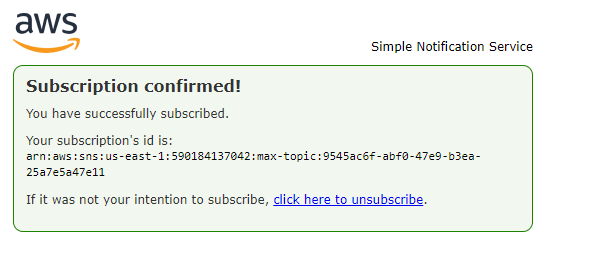 aws
Simple Notification Service
Subscription confirmed!
You have successfully subscribed.
Your subscription's id is:
arn:aws:sns:us-east-1:590184137042:max-topic:9545ac6f-abf0-47e9-b3ea-
25a7e5a47e11
If it was not your intention to subscribe, click here to unsubscribe.